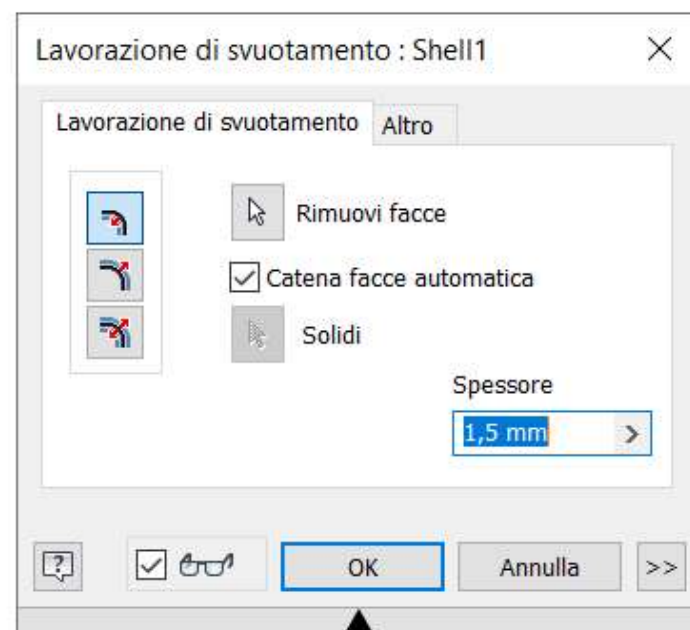 Lavorazione di svuotamento : Shell1
Lavorazione di svuotamento Altro
Rimuovi facce
Catena facce automatica
Solidi
Spessore
1,5 mm >
? OK Annulla >>